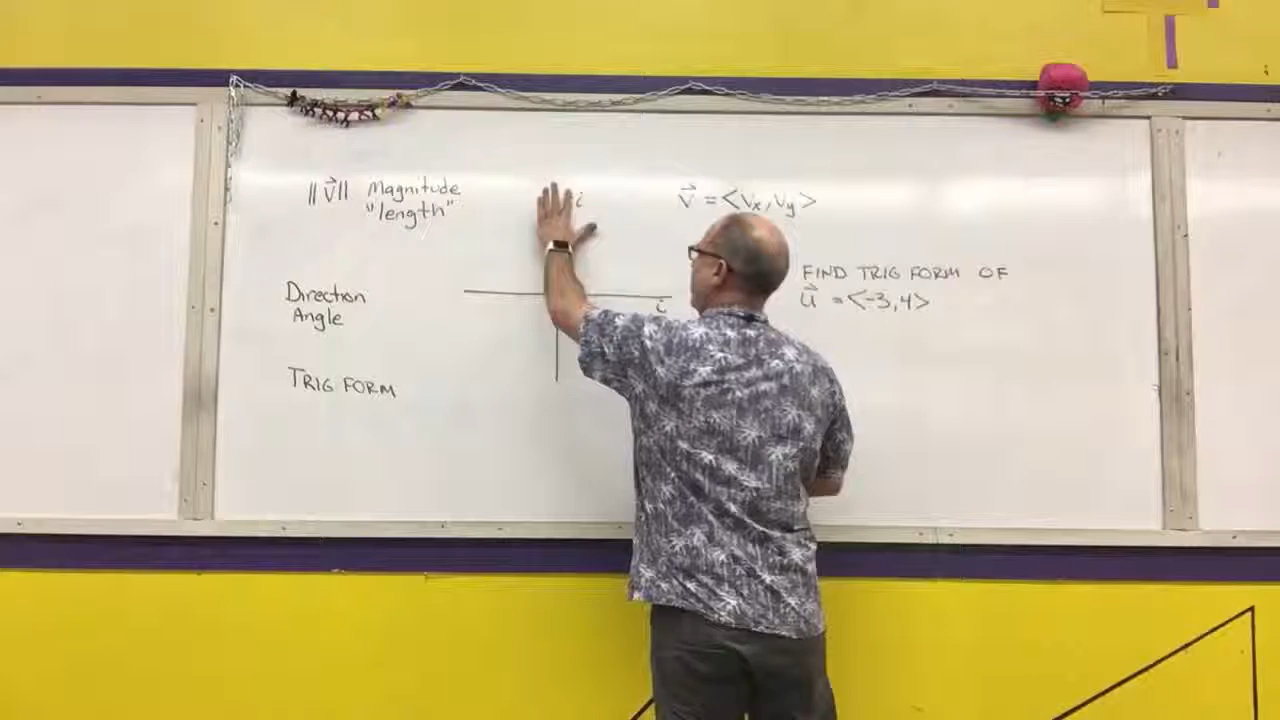 ||v⃗|| Magnitude
"length"
i
v⃗ = <Vx, Vy>
Direction
Angle
i
TRIG FORM
FIND TRIG FORM OF
u⃗ = <-3, 4>